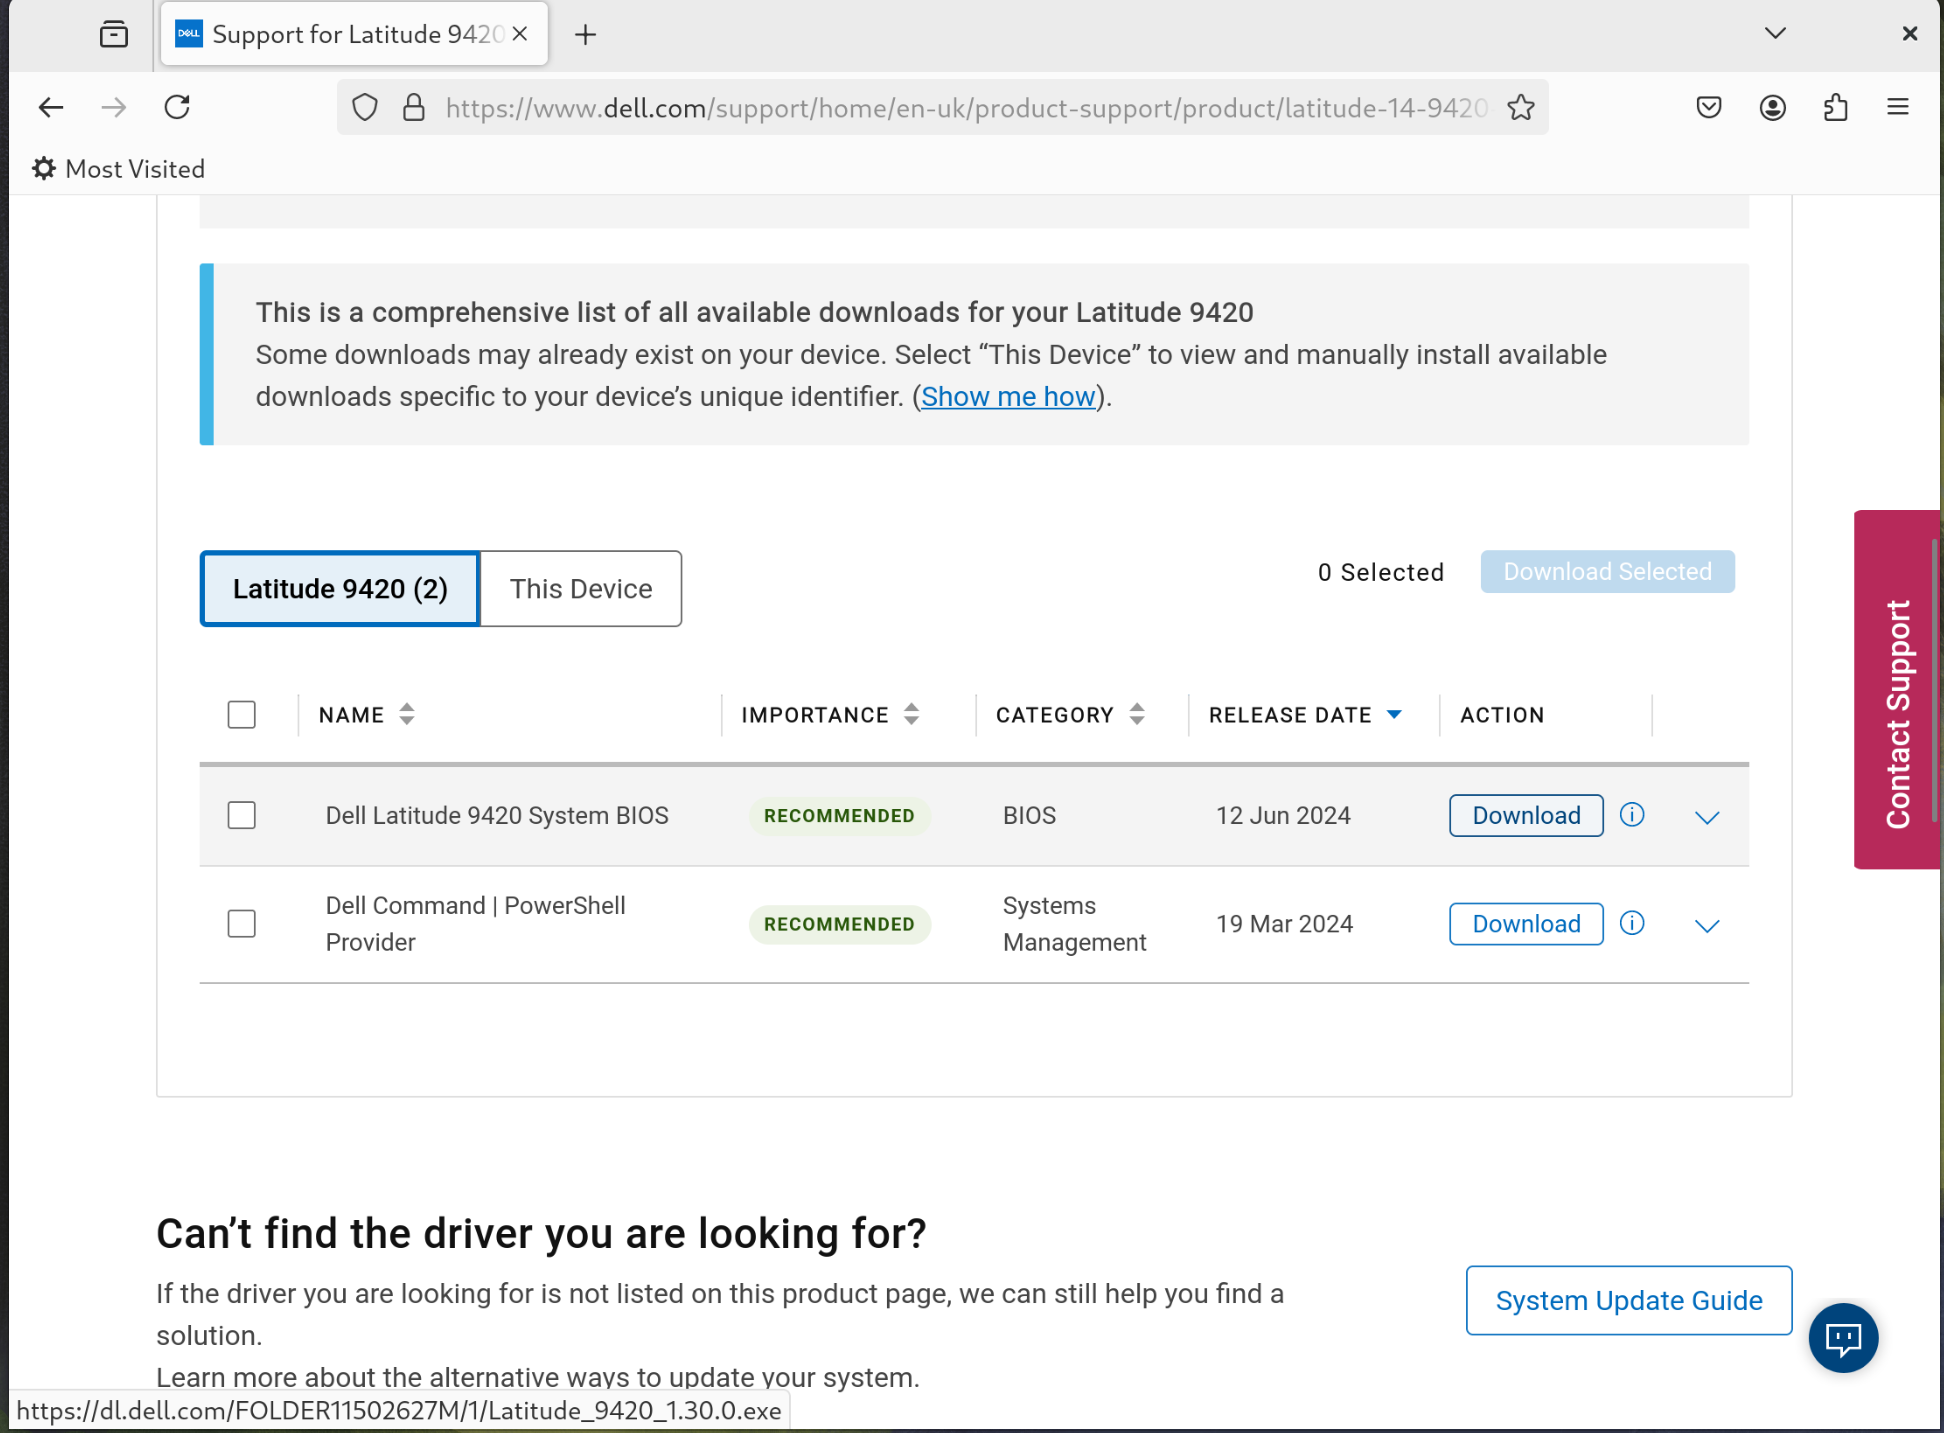 DELL
Support for Latitude 9420
https://www.dell.com/support/home/en-uk/product-support/product/latitude-14-9420
Most Visited
This is a comprehensive list of all available downloads for your Latitude 9420
Some downloads may already exist on your device. Select “This Device” to view and manually install available
downloads specific to your device’s unique identifier. (Show me how).
Latitude 9420 (2)
This Device
0 Selected
Download Selected
NAME
IMPORTANCE
CATEGORY
RELEASE DATE
ACTION
Dell Latitude 9420 System BIOS
RECOMMENDED
BIOS
12 Jun 2024
Download
Dell Command | PowerShell
Provider
RECOMMENDED
Systems
Management
19 Mar 2024
Download
Contact Support
Can’t find the driver you are looking for?
If the driver you are looking for is not listed on this product page, we can still help you find a
solution.
Learn more about the alternative ways to update your system.
System Update Guide
https://dl.dell.com/FOLDER11502627M/1/Latitude_9420_1.30.0.exe